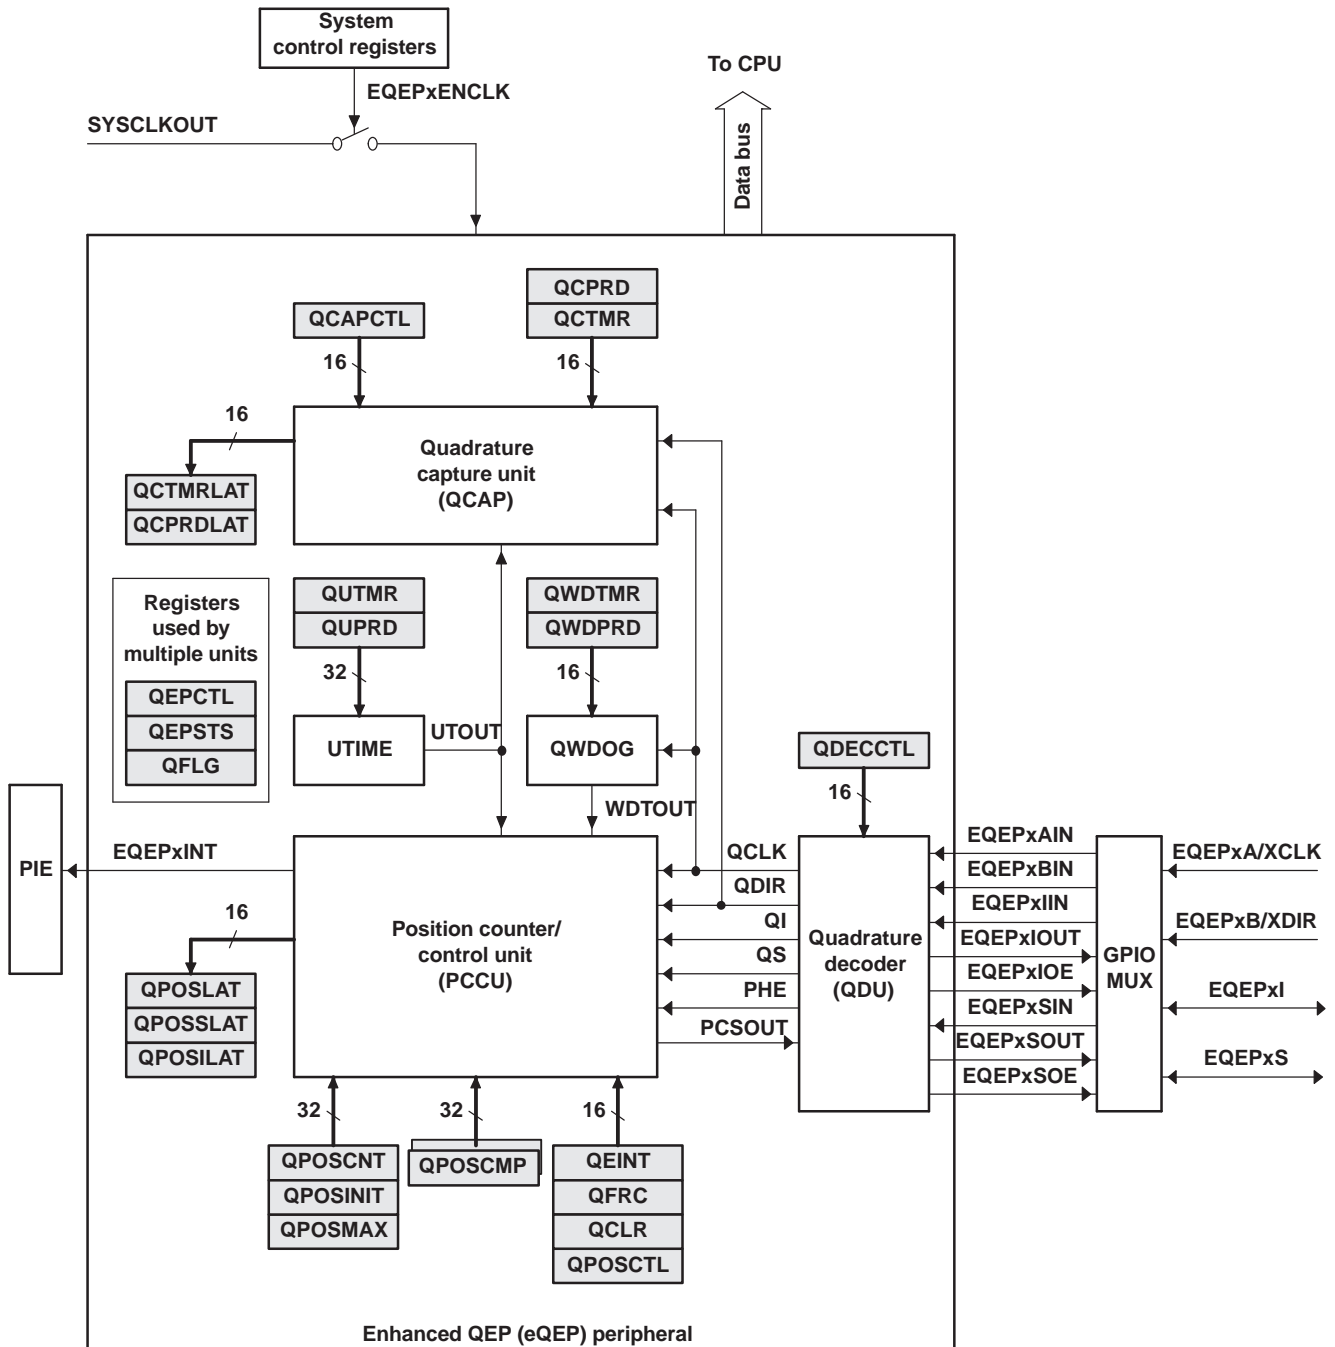 System
control registers
To CPU
EQEPxENCLK
SYSCLKOUT
Data bus
QCPRD
QCAPCTL
QCTMR
16
16
16
Quadrature
capture unit
(QCAP)
QCTMRLAT
QCPRDLAT
Registers
used by
multiple units
QUTMR
QUPRD
QWDTMR
QWDPRD
32
16
QEPCTL
QEPSTS
QFLG
UTIME
UTOUT
QWDOG
QDECCTL
WDTOUT
16
PIE
EQEPxINT
16
Position counter/
control unit
(PCCU)
QCLK
QDIR
QI
QS
PHE
PCSOUT
Quadrature
decoder
(QDU)
EQEPxAIN
EQEPxBIN
EQEPxIIN
EQEPxIOUT
EQEPxIOE
EQEPxSIN
EQEPxSOUT
EQEPxSOE
GPIO
MUX
EQEPxA/XCLK
EQEPxB/XDIR
EQEPxI
EQEPxS
QPOSLAT
QPOSSLAT
QPOSILAT
32
32
16
QPOSCNT
QPOSINIT
QPOSMAX
QPOSCMP
QEINT
QFRC
QCLR
QPOSCTL
Enhanced QEP (eQEP) peripheral